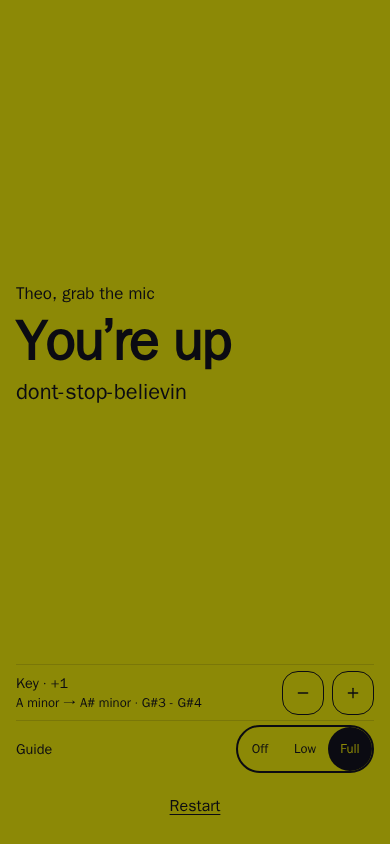 Theo, grab the mic
You’re up
dont-stop-believin
Key · +1
A minor → A# minor · G#3 - G#4
− +
Guide
Off Low Full
Restart